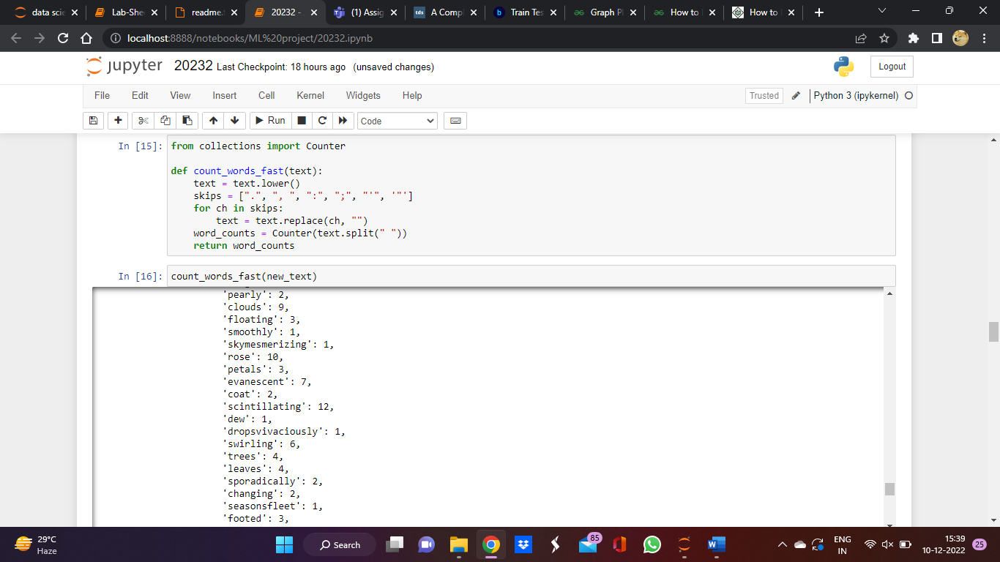 data scie
Lab-Shee
readme.t
20232 -
(1) Assig
A Compl
Train Tes
Graph Pl
How to
How to
localhost:8888/notebooks/ML%20project/20232.ipynb
jupyter 20232 Last Checkpoint: 18 hours ago (unsaved changes)
Logout
File Edit View Insert Cell Kernel Widgets Help
Trusted
Python 3 (ipykernel)
Run
Code
In [15]: from collections import Counter
def count_words_fast(text):
text = text.lower()
skips = [".", ", ", ":", ";", "'", '"']
for ch in skips:
text = text.replace(ch, "")
word_counts = Counter(text.split(" "))
return word_counts
In [16]: count_words_fast(new_text)
'pearly': 2,
'clouds': 9,
'floating': 3,
'smoothly': 1,
'skymesmerizing': 1,
'rose': 10,
'petals': 3,
'evanescent': 7,
'coat': 2,
'scintillating': 12,
'dew': 1,
'dropsvivaciously': 1,
'swirling': 6,
'trees': 4,
'leaves': 4,
'sporadically': 2,
'changing': 2,
'seasonsfleet': 1,
'footed': 3,
29°C
Haze
Search
85
ENG
IN
15:39
10-12-2022
25